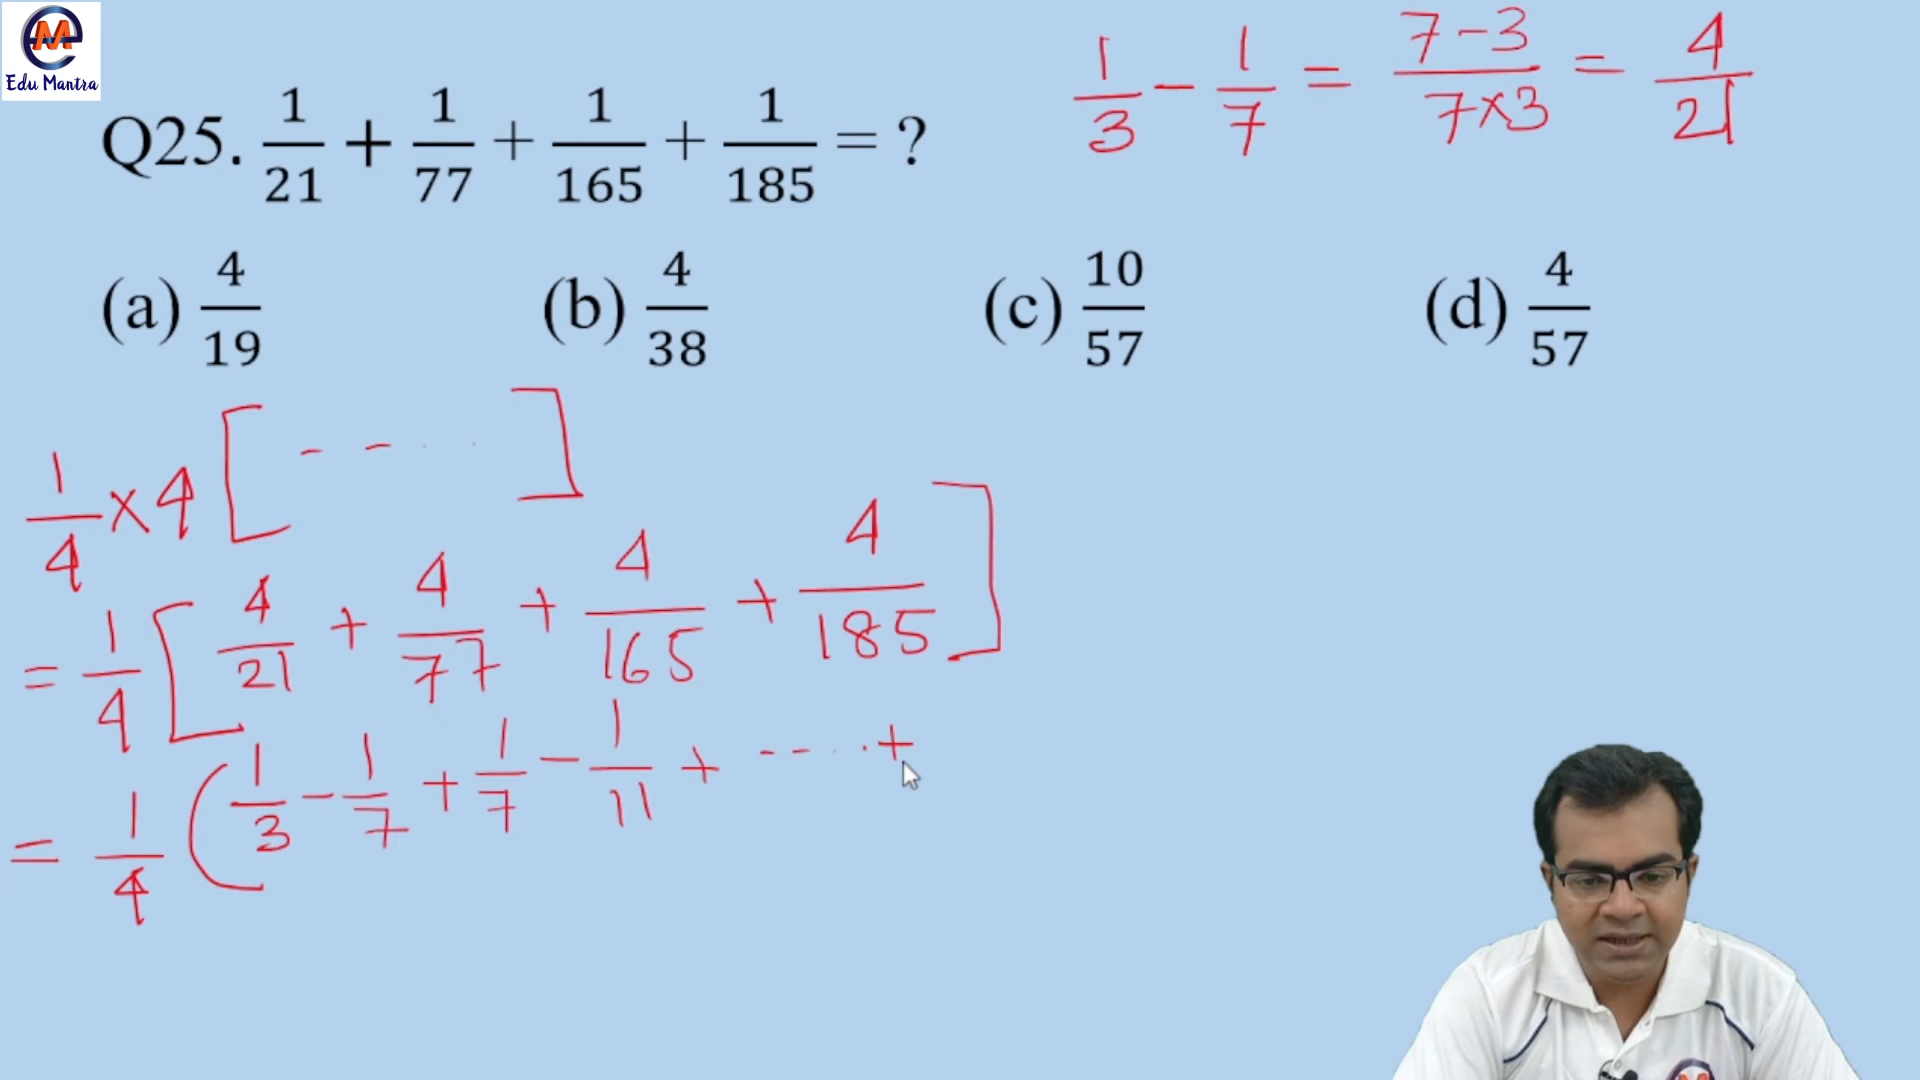 Edu Mantra
Q25. 1/21 + 1/77 + 1/165 + 1/185 = ?
1/3 - 1/7 = 7-3/7×3 = 4/21
(a) 4/19 (b) 4/38 (c) 10/57 (d) 4/57
1/4 × 4 [ - - . . ]
= 1/4 [ 4/21 + 4/77 + 4/165 + 4/185 ]
= 1/4 ( 1/3 - 1/7 + 1/7 - 1/11 + - - . . +